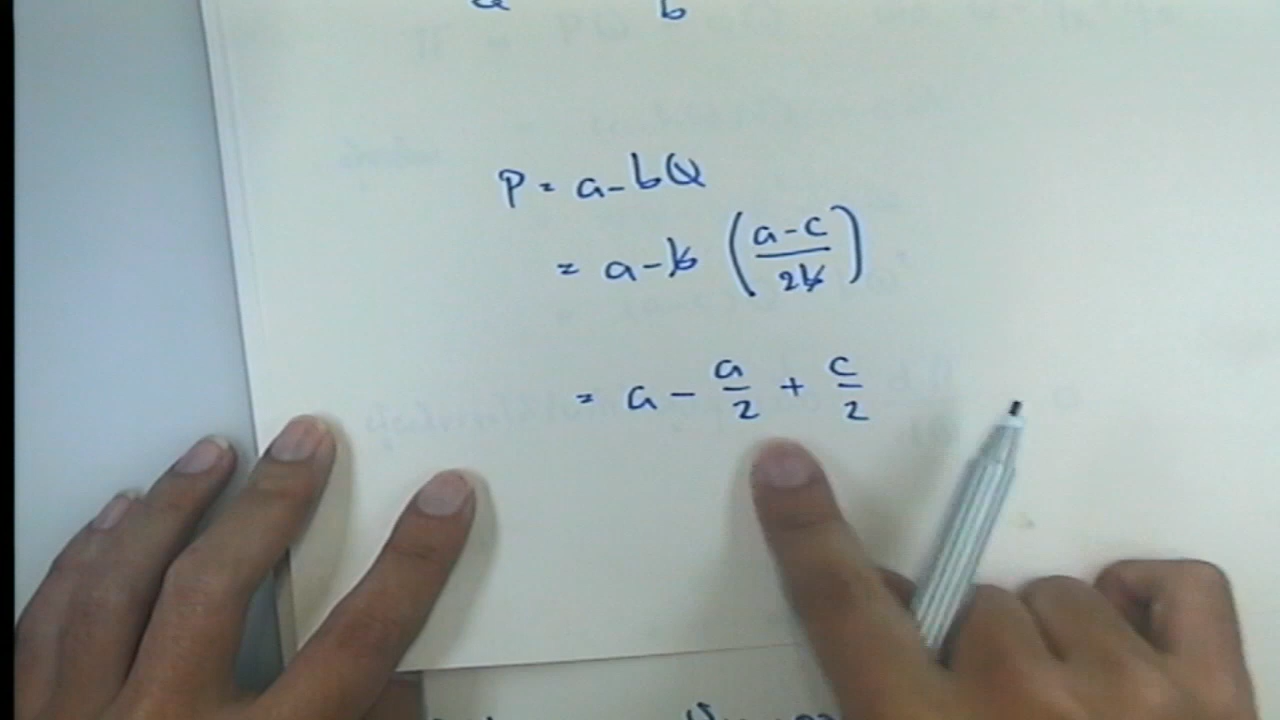 P = a - bQ
= a - b (a - c / 2b)
= a - a/2 + c/2